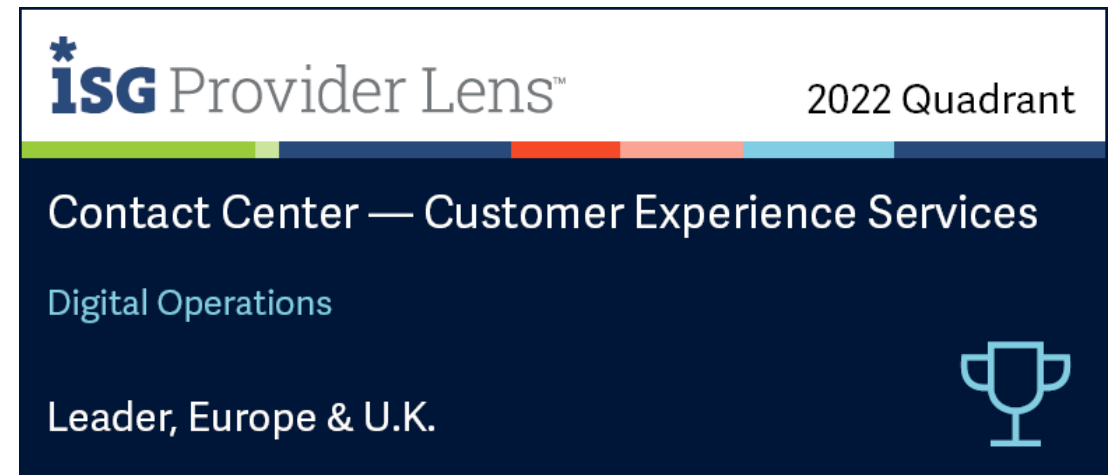 ISG Provider Lens™
2022 Quadrant
Contact Center — Customer Experience Services
Digital Operations
Leader, Europe & U.K.